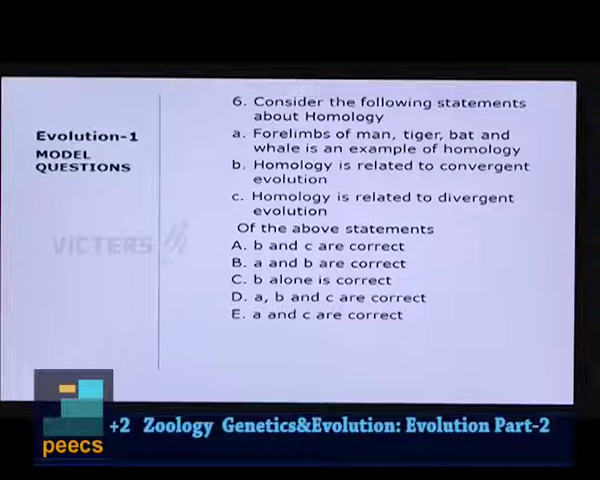 6. Consider the following statements
about Homology
a. Forelimbs of man, tiger, bat and
whale is an example of homology
b. Homology is related to convergent
evolution
c. Homology is related to divergent
evolution
Of the above statements
A. b and c are correct
B. a and b are correct
C. b alone is correct
D. a, b and c are correct
E. a and c are correct
Evolution-1
MODEL
QUESTIONS
VICTERS
peecs
+2 Zoology Genetics&Evolution: Evolution Part-2